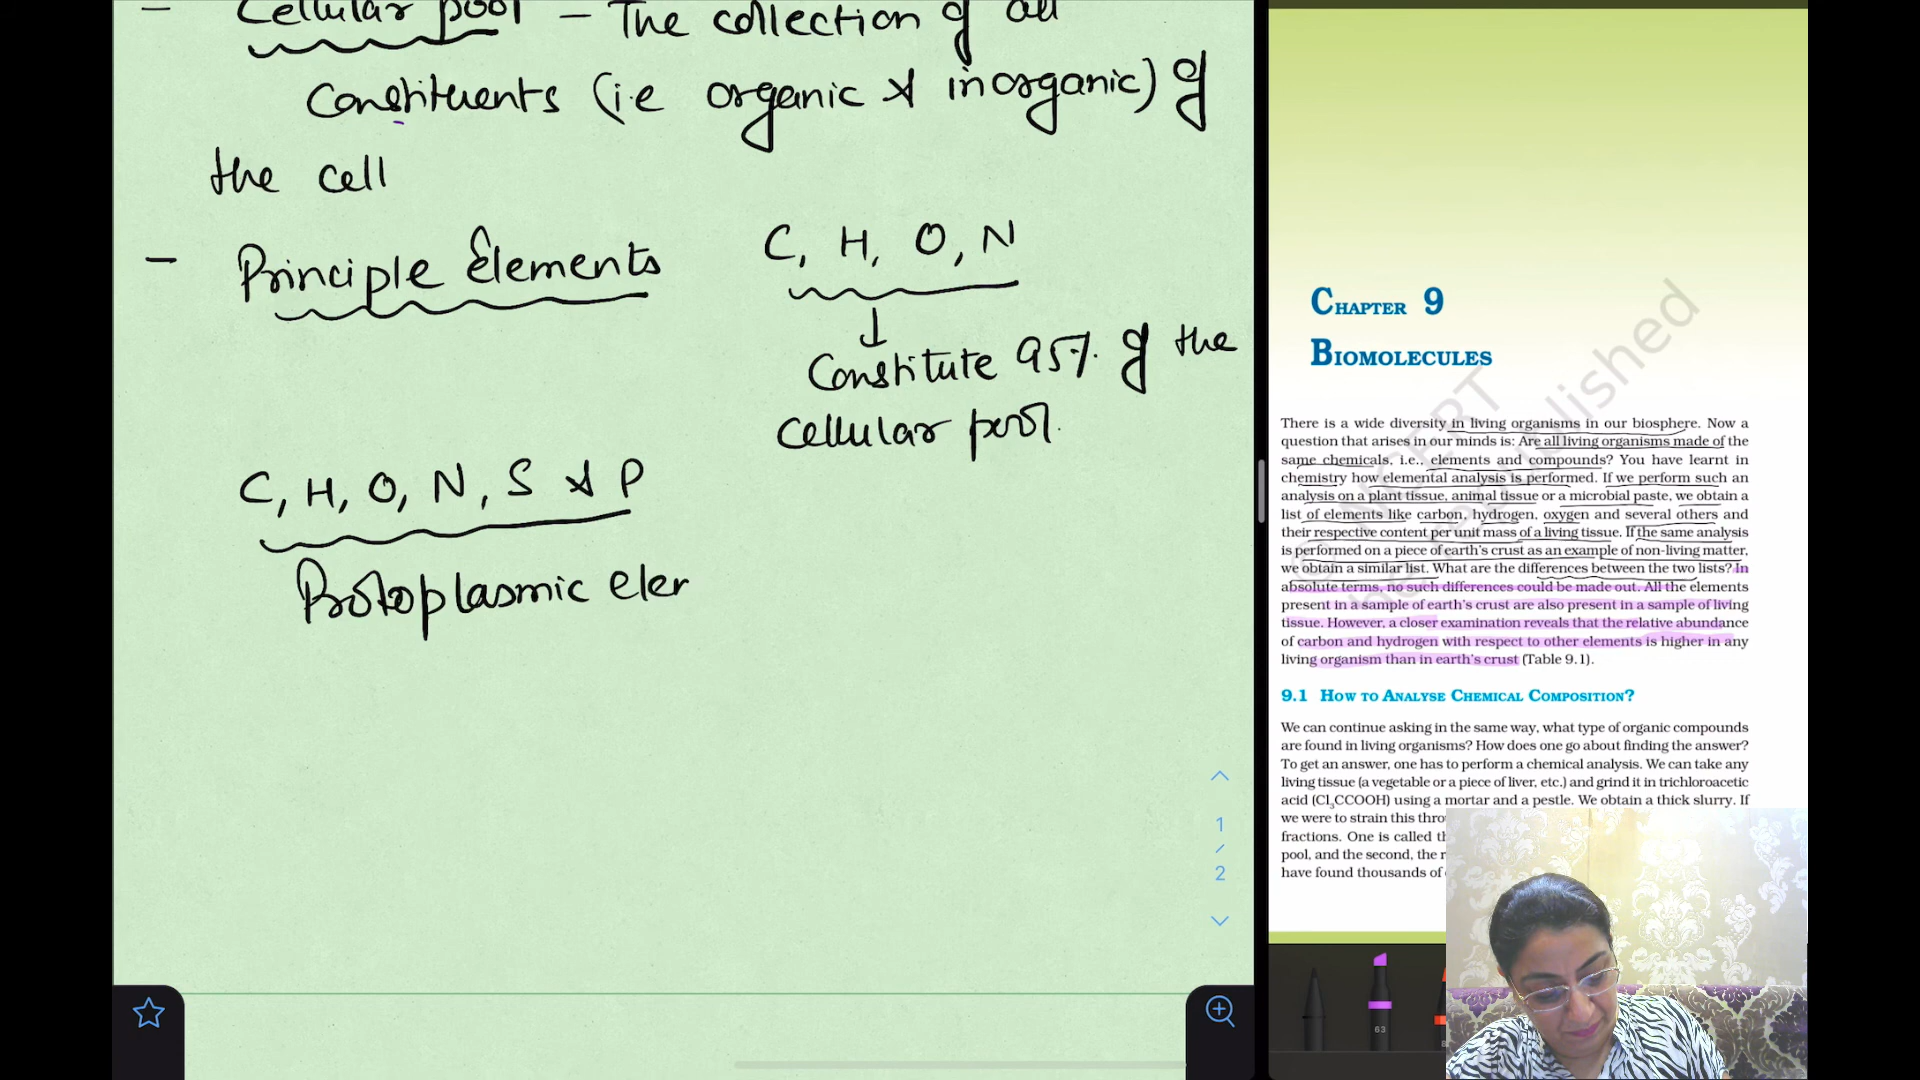 - Cellular pool - The collection of all
constituents (i.e organic & inorganic) of
the cell
- Principle Elements C, H, O, N
↓
Constitute 95% of the
cellular pool.
C, H, O, N, S & P
Protoplasmic eler
1
/
2
CHAPTER 9
BIOMOLECULES
There is a wide diversity in living organisms in our biosphere. Now a
question that arises in our minds is: Are all living organisms made of the
same chemicals, i.e., elements and compounds? You have learnt in
chemistry how elemental analysis is performed. If we perform such an
analysis on a plant tissue, animal tissue or a microbial paste, we obtain a
list of elements like carbon, hydrogen, oxygen and several others and
their respective content per unit mass of a living tissue. If the same analysis
is performed on a piece of earth's crust as an example of non-living matter,
we obtain a similar list. What are the differences between the two lists? In
absolute terms, no such differences could be made out. All the elements
present in a sample of earth's crust are also present in a sample of living
tissue. However, a closer examination reveals that the relative abundance
of carbon and hydrogen with respect to other elements is higher in any
living organism than in earth's crust (Table 9.1).
9.1 HOW TO ANALYSE CHEMICAL COMPOSITION?
We can continue asking in the same way, what type of organic compounds
are found in living organisms? How does one go about finding the answer?
To get an answer, one has to perform a chemical analysis. We can take any
living tissue (a vegetable or a piece of liver, etc.) and grind it in trichloroacetic
acid (Cl₃CCOOH) using a mortar and a pestle. We obtain a thick slurry. If
we were to strain this thro
fractions. One is called th
pool, and the second, the r
have found thousands of
63